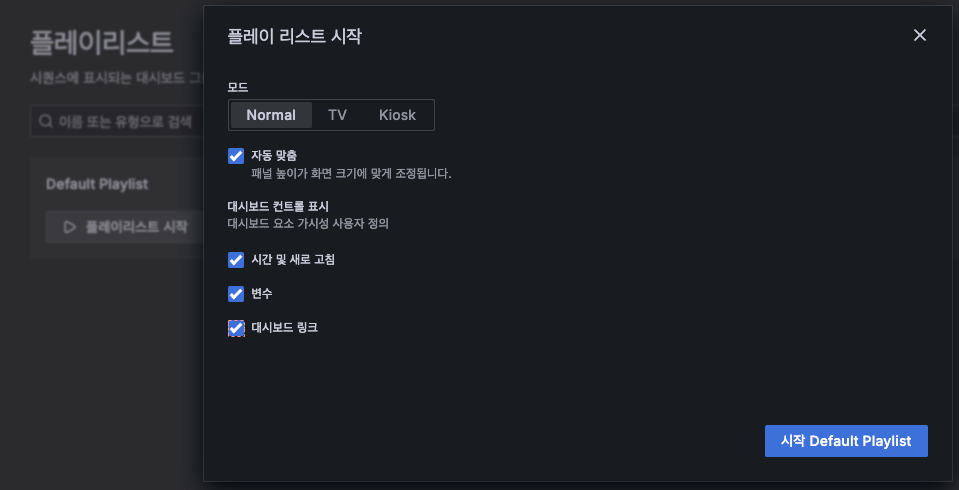 플레이리스트
시퀀스에 표시되는 대시보드 그
이름 또는 유형으로 검색
Default Playlist
플레이리스트 시작
플레이 리스트 시작
모드
Normal TV Kiosk
자동 맞춤
패널 높이가 화면 크기에 맞게 조정됩니다.
대시보드 컨트롤 표시
대시보드 요소 가시성 사용자 정의
시간 및 새로 고침
변수
대시보드 링크
시작 Default Playlist